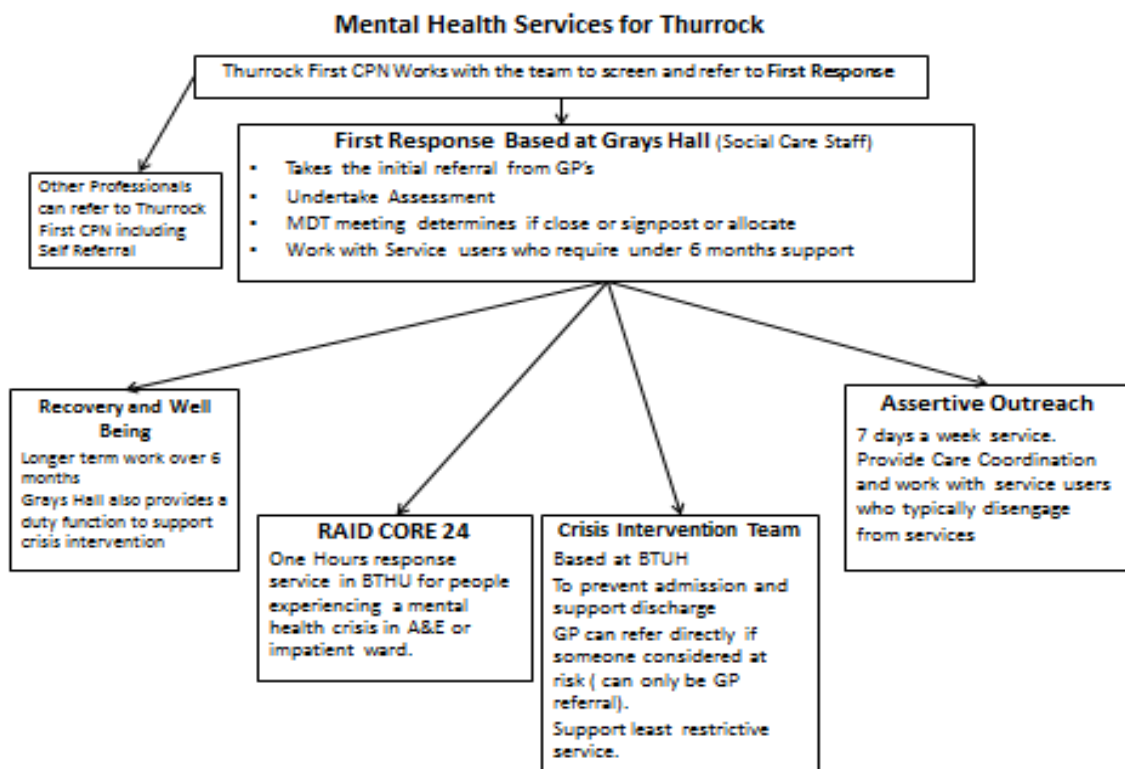 Mental Health Services for Thurrock
Thurrock First CPN Works with the team to screen and refer to First Response
First Response Based at Grays Hall (Social Care Staff)
• Takes the initial referral from GP's
• Undertake Assessment
• MDT meeting determines if close or signpost or allocate
• Work with Service users who require under 6 months support
Other Professionals
can refer to Thurrock
First CPN including
Self Referral
Recovery and Well
Being
Longer term work over 6
months
Grays Hall also provides a
duty function to support
crisis intervention
RAID CORE 24
One Hours response
service in BTHU for people
experiencing a mental
health crisis in A&E or
impatient ward.
Crisis Intervention Team
Based at BTUH
To prevent admission and
support discharge
GP can refer directly if
someone considered at
risk ( can only be GP
referral).
Support least restrictive
service.
Assertive Outreach
7 days a week service.
Provide Care Coordination
and work with service users
who typically disengage
from services